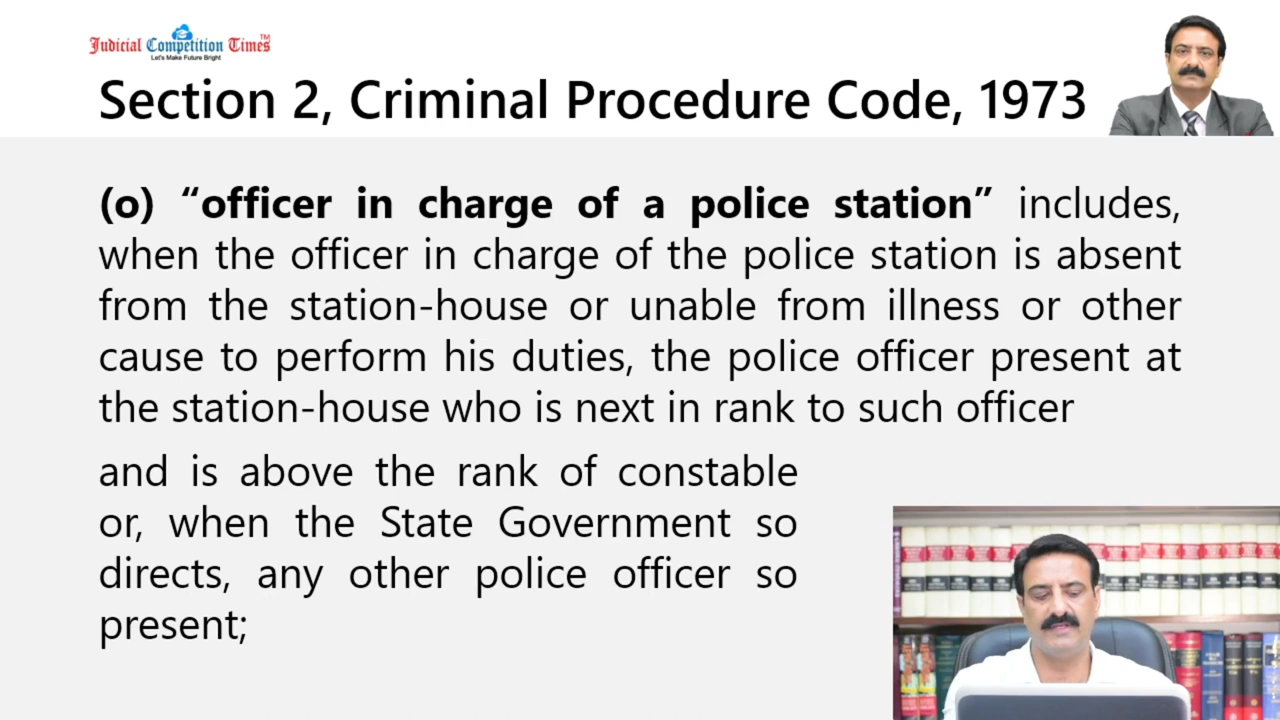 Judicial Competition Times™
Let's Make Future Bright
Section 2, Criminal Procedure Code, 1973
(o) “officer in charge of a police station” includes,
when the officer in charge of the police station is absent
from the station-house or unable from illness or other
cause to perform his duties, the police officer present at
the station-house who is next in rank to such officer
and is above the rank of constable
or, when the State Government so
directs, any other police officer so
present;